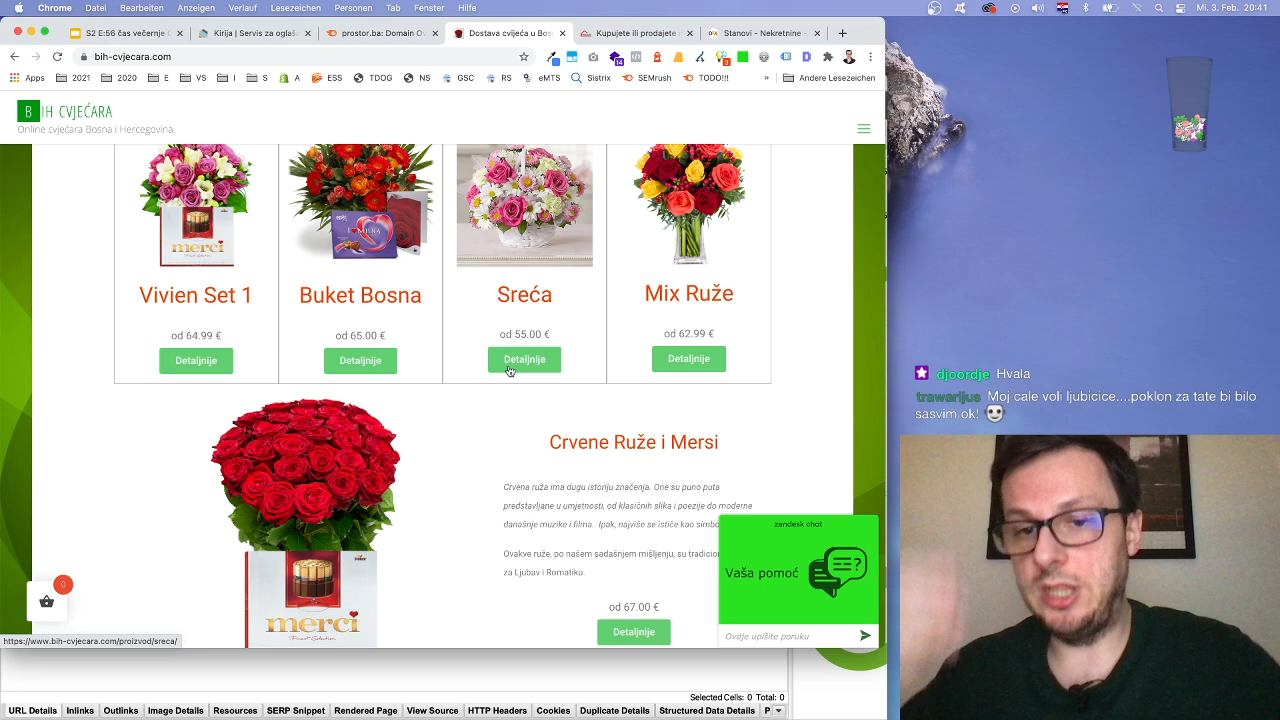 Chrome Datei Bearbeiten Anzeigen Verlauf Lesezeichen Personen Tab Fenster Hilfe Mi. 3. Feb. 20:41
S2 E:56 čas večernje Kirija | Servis za oglaš prostor.ba: Domain Ov Dostava cvijeća u Bos Kupujete ili prodajete Stanovi - Nekretnine -
bih-cvjecara.com
Apps 2021 2020 E VS I S A ESS TDOG NS GSC RS eMTS Sistrix SEMrush TODO!!! » Andere Lesezeichen
BIH CVJEĆARA
Online cvjećara Bosna i Hercegovina
merci
Vivien Set 1 Buket Bosna Sreća Mix Ruže
od 64.99 € od 65.00 € od 55.00 € od 62.99 €
Detaljnije Detaljnije Detaljnije Detaljnije
djoordje Hvala
trawarijus Moj cale voli ljubicice....poklon za tate bi bilo
sasvim ok!
Crvene Ruže i Mersi
Crvena ruža ima dugu istoriju značenja. One su puno puta
predstavljane u umjetnosti, od klasičnih slika i poezije do moderne
današnje muzike i filma. Ipak, najviše se ističe kao simbo
Ovakve ruže, po našem sadašnjem mišljenju, su tradicion
za Ljubav i Romatiku.
od 67.00 €
Detaljnije
merci
Finest Selection
zendesk chat
Vaša pomoć
Ovdje upišite poruku
0
https://www.bih-cvjecara.com/proizvod/sreca/
Selected Cells: 0 Total: 0
URL Details Inlinks Outlinks Image Details Resources SERP Snippet Rendered Page View Source HTTP Headers Cookies Duplicate Details Structured Data Details P